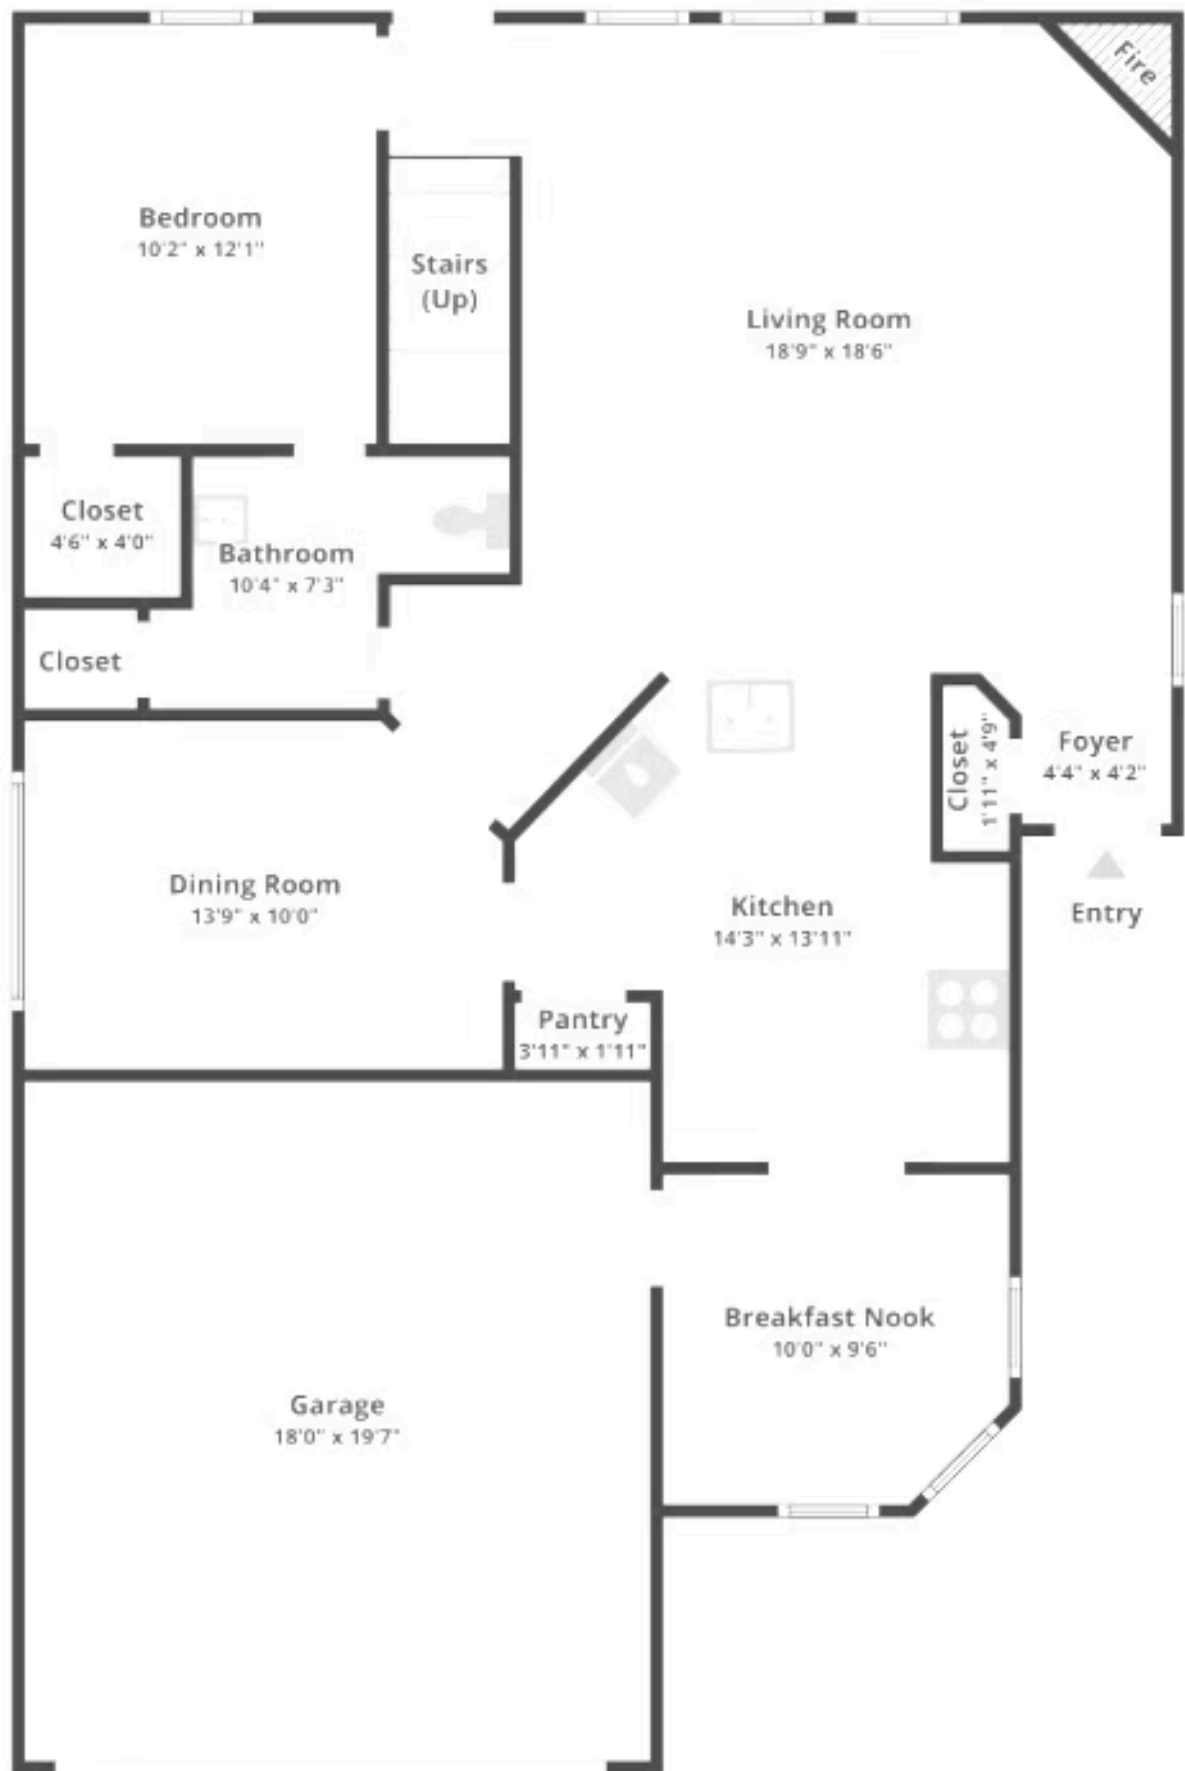 Fire
Bedroom
10'2" x 12'1"
Stairs
(Up)
Living Room
18'9" x 18'6"
Closet
4'6" x 4'0"
Bathroom
10'4" x 7'3"
Closet
Closet
1'11" x 4'9"
Foyer
4'4" x 4'2"
Dining Room
13'9" x 10'0"
Kitchen
14'3" x 13'11"
Entry
Pantry
3'11" x 1'11"
Breakfast Nook
10'0" x 9'6"
Garage
18'0" x 19'7"